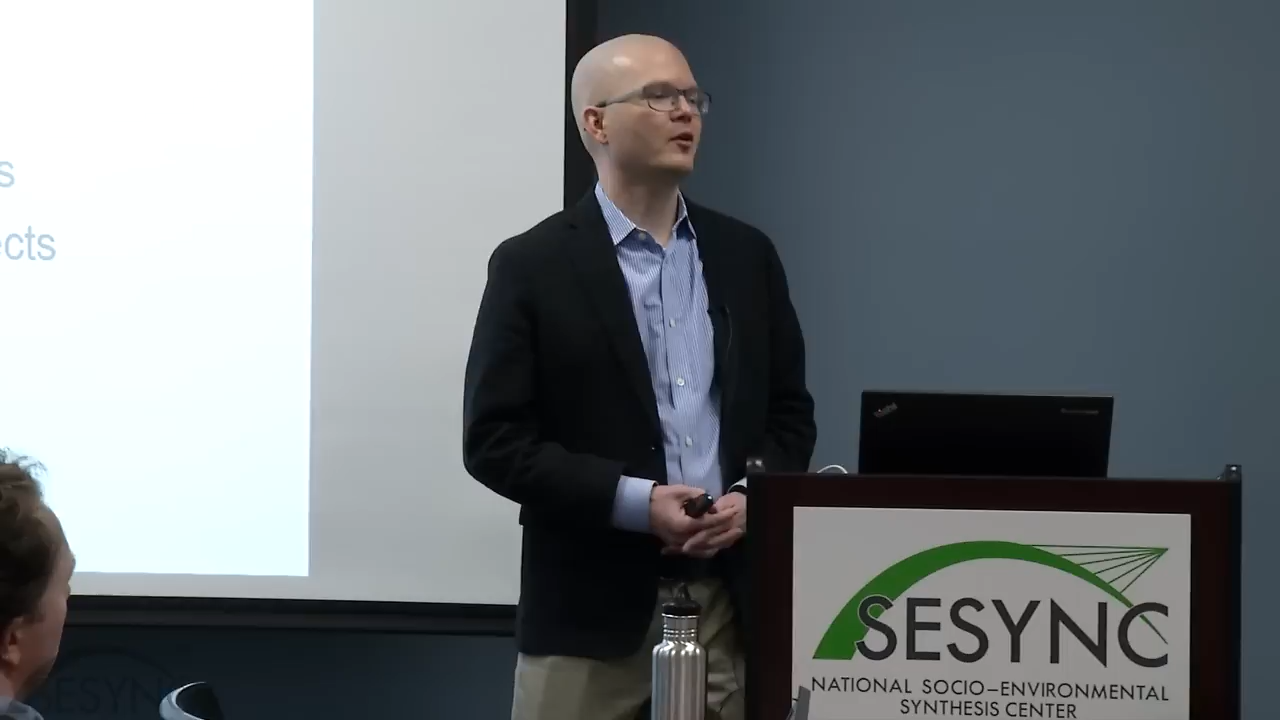 s
ects
SESYNC
NATIONAL SOCIO–ENVIRONMENTAL
SYNTHESIS CENTER